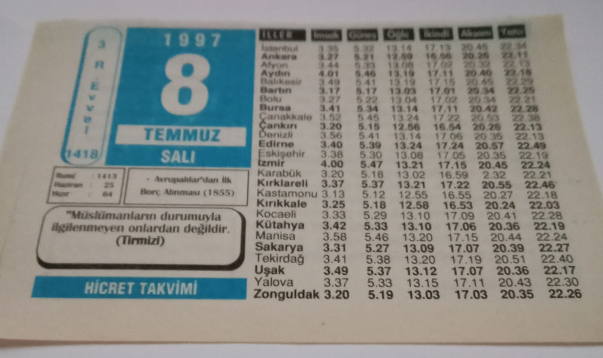 3 R. Evvel 1418
1997
8
TEMMUZ
SALI
Rumi : 1413
Haziran : 25
Hızır : 64
- Avrupalılar'dan İlk
Borç Alınması (1855)
"Müslümanların durumuyla
ilgilenmeyen onlardan değildir.
(Tirmizi)
HİCRET TAKVİMİ
İLLER İmsak Güneş Öğle İkindi Akşam Yatsı
İstanbul 3.35 5.32 13.14 17.13 20.45 22.34
Ankara 3.27 5.21 12.59 16.58 20.26 22.11
Afyon 3.44 5.33 13.08 17.02 20.32 22.13
Aydın 4.01 5.46 13.19 17.11 20.40 22.18
Balıkesir 3.49 5.41 13.19 17.15 20.45 22.29
Bartın 3.17 5.17 13.03 17.01 20.34 22.25
Bolu 3.27 5.22 13.04 17.02 20.34 22.21
Bursa 3.41 5.34 13.14 17.11 20.42 22.28
Çanakkale 3.52 5.45 13.24 17.22 20.53 22.38
Çankırı 3.20 5.15 12.56 16.54 20.26 22.13
Denizli 3.56 5.41 13.14 17.06 20.35 22.13
Edirne 3.40 5.39 13.24 17.24 20.57 22.49
Eskişehir 3.38 5.30 13.08 17.05 20.35 22.19
İzmir 4.00 5.47 13.21 17.15 20.45 22.24
Karabük 3.20 5.18 13.02 16.59 2.32 22.21
Kırklareli 3.37 5.37 13.21 17.22 20.55 22.46
Kastamonu 3.13 5.12 12.55 16.55 20.27 22.18
Kırıkkale 3.25 5.18 12.58 16.53 20.24 22.03
Kocaeli 3.33 5.29 13.10 17.09 20.41 22.28
Kütahya 3.42 5.33 13.10 17.06 20.36 22.19
Manisa 3.58 5.46 13.20 17.15 20.44 22.24
Sakarya 3.31 5.27 13.09 17.07 20.39 22.27
Tekirdağ 3.41 5.38 13.20 17.19 20.51 22.40
Uşak 3.49 5.37 13.12 17.07 20.36 22.17
Yalova 3.37 5.33 13.15 17.11 20.43 22.30
Zonguldak 3.20 5.19 13.03 17.03 20.35 22.26